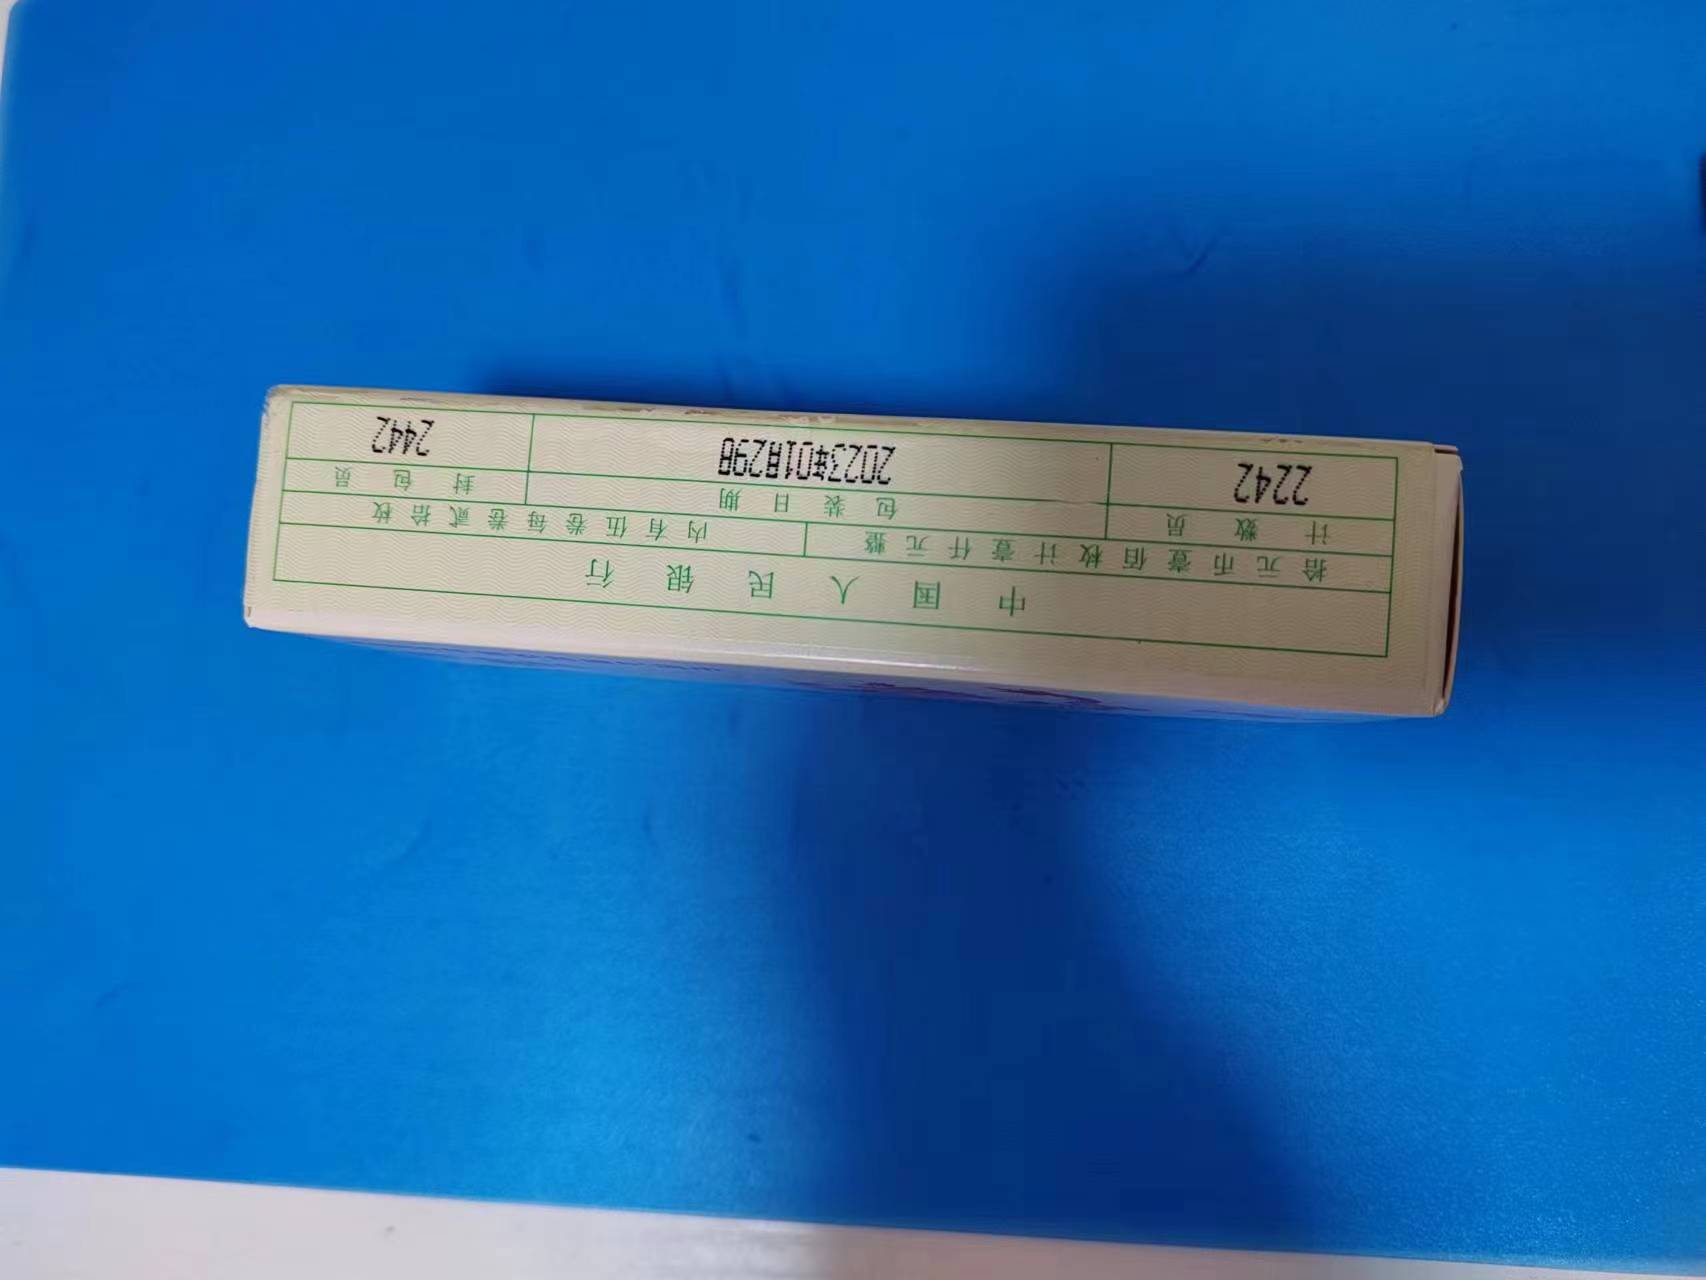 中国人民银行
拾元币壹佰枚计壹仟元整 内有伍卷每卷贰拾枚
计数员 包装日期 封包员
2242 2023年01月29日 2442